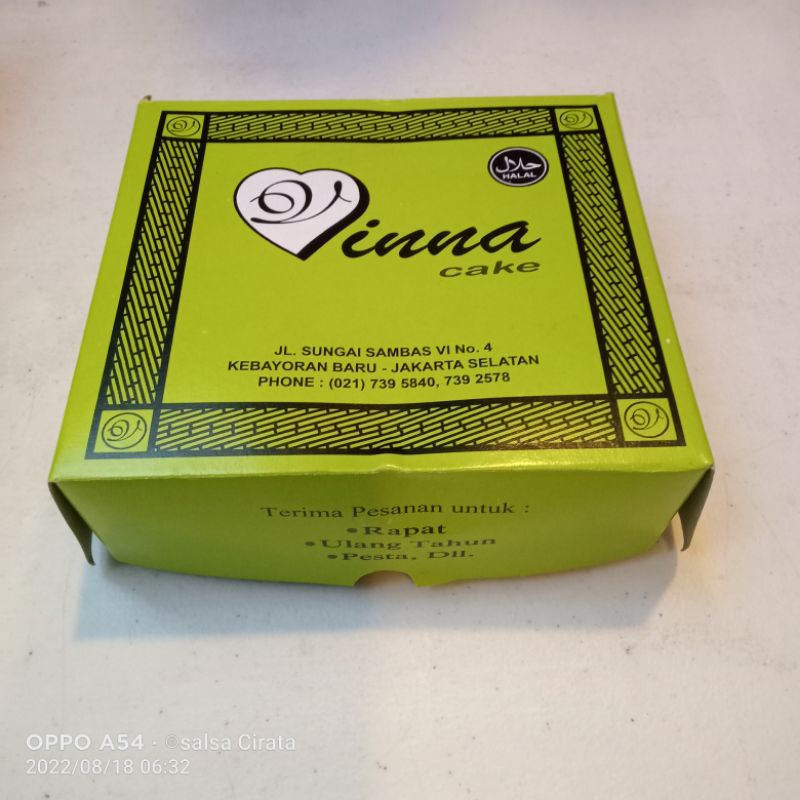 حلال
HALAL
Vinna
cake
JL. SUNGAI SAMBAS VI No. 4
KEBAYORAN BARU - JAKARTA SELATAN
PHONE : (021) 739 5840, 739 2578
Terima Pesanan untuk :
•Rapat
•Ulang Tahun
•Pesta, Dll.
OPPO A54 · ©salsa Cirata
2022/08/18 06:32